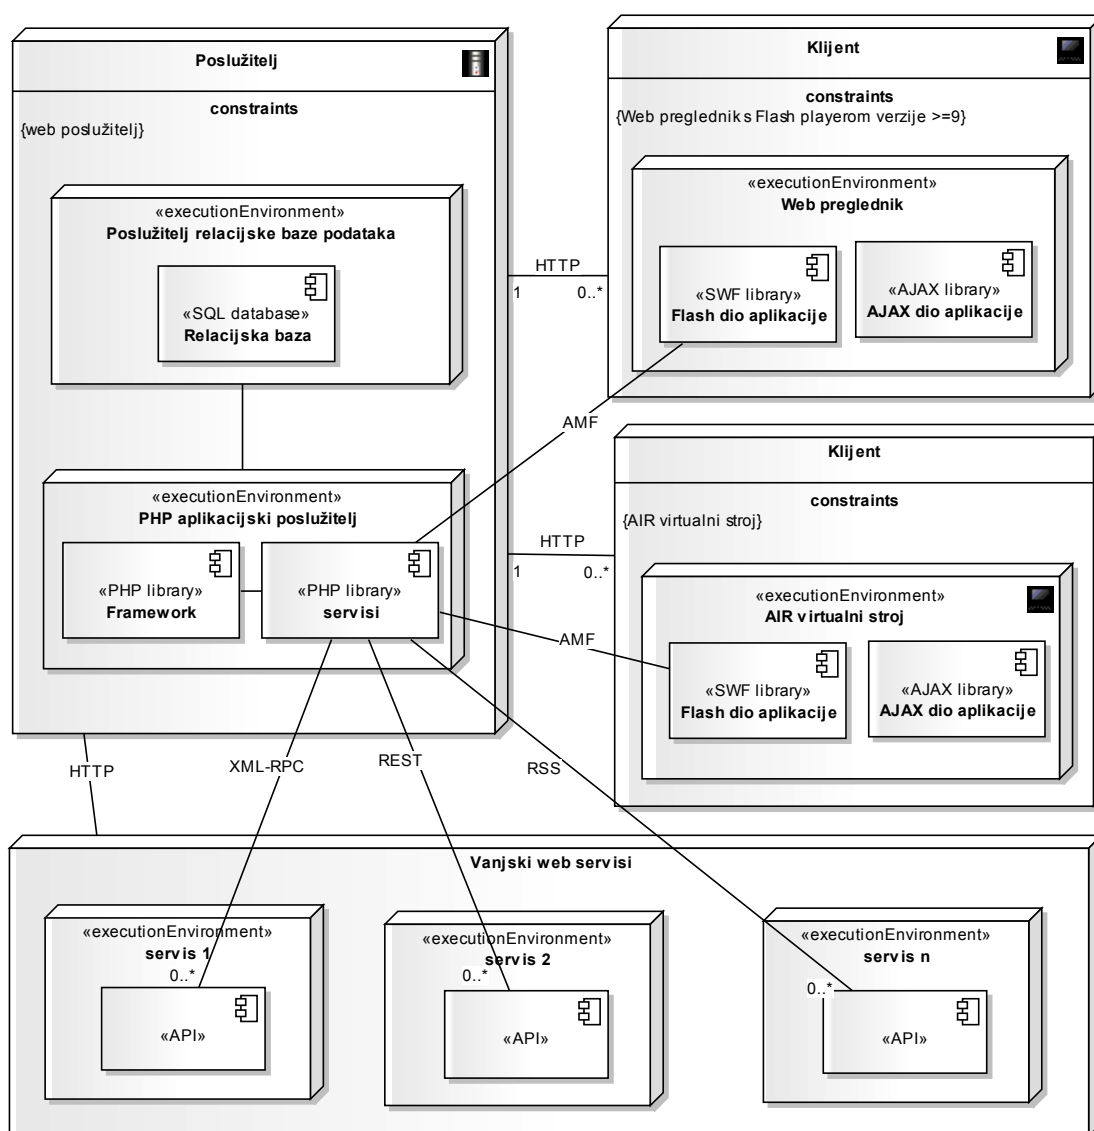 Poslužitelj
constraints
{web poslužitelj}
«executionEnvironment»
Poslužitelj relacijske baze podataka
«SQL database»
Relacijska baza
«executionEnvironment»
PHP aplikacijski poslužitelj
«PHP library»
Framework
«PHP library»
servisi
HTTP
1
0..*
AMF
HTTP
1
0..*
AMF
Klijent
constraints
{Web preglednik s Flash playerom verzije >=9}
«executionEnvironment»
Web preglednik
«SWF library»
Flash dio aplikacije
«AJAX library»
AJAX dio aplikacije
Klijent
constraints
{AIR virtualni stroj}
«executionEnvironment»
AIR virtualni stroj
«SWF library»
Flash dio aplikacije
«AJAX library»
AJAX dio aplikacije
HTTP
XML-RPC
REST
RSS
Vanjski web servisi
«executionEnvironment»
servis 1
0..*
«API»
«executionEnvironment»
servis 2
0..*
«API»
«executionEnvironment»
servis n
0..*
«API»